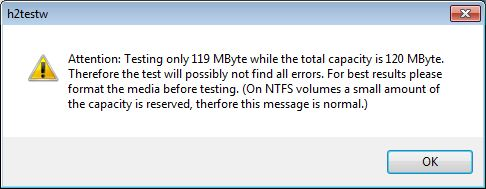 h2testw
Attention: Testing only 119 MByte while the total capacity is 120 MByte.
Therefore the test will possibly not find all errors. For best results please
format the media before testing. (On NTFS volumes a small amount of
the capacity is reserved, therfore this message is normal.)
OK